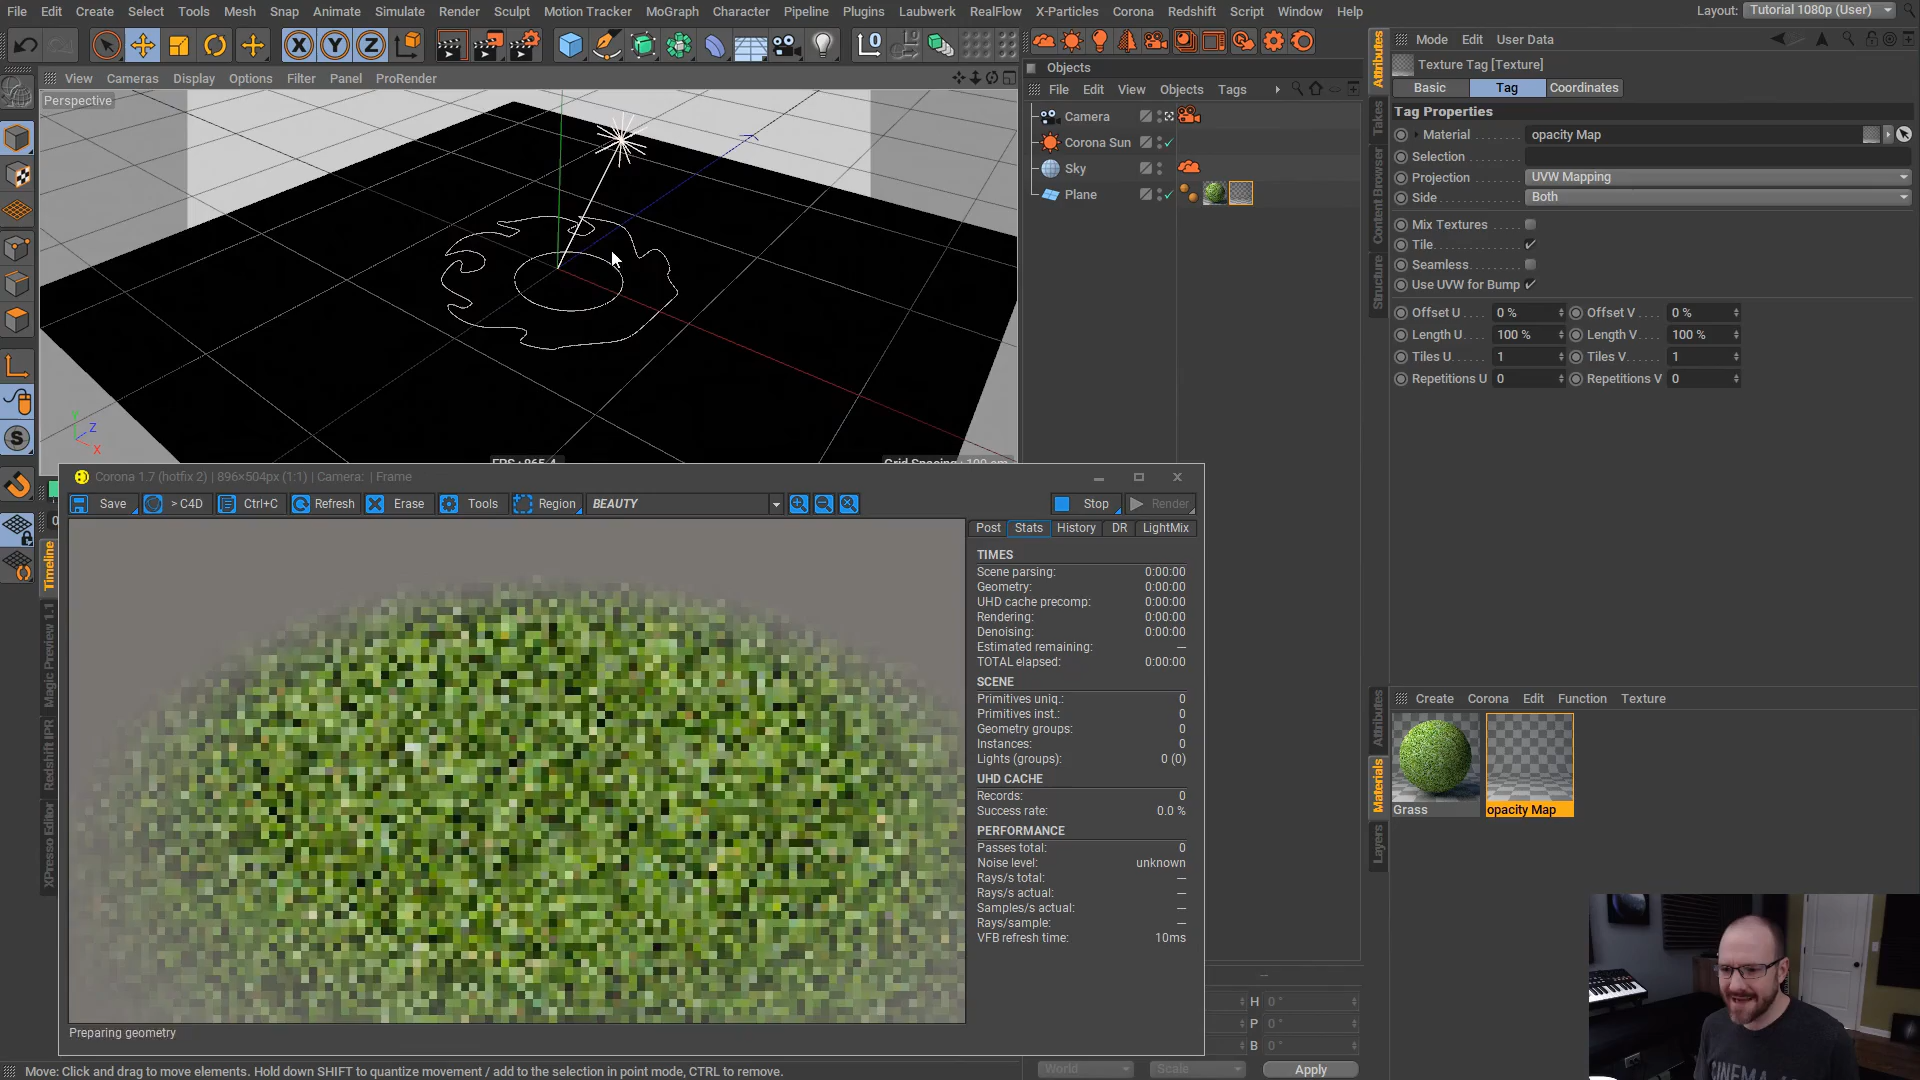 File Edit Create Select Tools Mesh Snap Animate Simulate Render Sculpt Motion Tracker MoGraph Character Pipeline Plugins Laubwerk RealFlow X-Particles Corona Redshift Script Window Help
Layout: Tutorial 1080p (User)
X Y Z
View Cameras Display Options Filter Panel ProRender
Perspective
Y
Z
X
Objects
File Edit View Objects Tags
Camera
Corona Sun
Sky
Plane
Attributes
Takes
Content Browser
Structure
Mode Edit User Data
Texture Tag [Texture]
Basic Tag Coordinates
Tag Properties
Material opacity Map
Selection
Projection UVW Mapping
Side Both
Mix Textures
Tile
Seamless
Use UVW for Bump
Offset U 0 % Offset V 0 %
Length U 100 % Length V 100 %
Tiles U 1 Tiles V 1
Repetitions U 0 Repetitions V 0
Timeline
Magic Preview 1.1
Redshift IPR
XPresso Editor
Corona 1.7 (hotfix 2) | 896×504px (1:1) | Camera: | Frame
Save > C4D Ctrl+C Refresh Erase Tools Region BEAUTY Stop Render
Post Stats History DR LightMix
TIMES
Scene parsing: 0:00:00
Geometry: 0:00:00
UHD cache precomp: 0:00:00
Rendering: 0:00:00
Denoising: 0:00:00
Estimated remaining: —
TOTAL elapsed: 0:00:00
SCENE
Primitives uniq.: 0
Primitives inst.: 0
Geometry groups: 0
Instances: 0
Lights (groups): 0 (0)
UHD CACHE
Records: 0
Success rate: 0.0 %
PERFORMANCE
Passes total: 0
Noise level: unknown
Rays/s total: —
Rays/s actual: —
Samples/s actual: —
Rays/sample: —
VFB refresh time: 10ms
Preparing geometry
Attributes
Materials
Layers
Create Corona Edit Function Texture
Grass
opacity Map
H 0 °
P 0 °
B 0 °
World Scale Apply
Move: Click and drag to move elements. Hold down SHIFT to quantize movement / add to the selection in point mode, CTRL to remove.